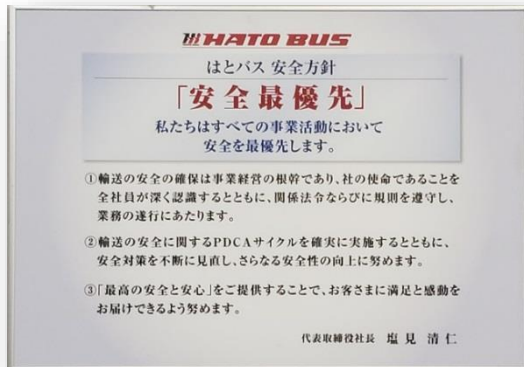 HATO BUS
はとバス 安全方針
「安全最優先」
私たちはすべての事業活動において
安全を最優先します。
①輸送の安全の確保は事業経営の根幹であり、社の使命であることを
全社員が深く認識するとともに、関係法令ならびに規則を遵守し、
業務の遂行にあたります。
②輸送の安全に関するPDCAサイクルを確実に実施するとともに、
安全対策を不断に見直し、さらなる安全性の向上に努めます。
③「最高の安全と安心」をご提供することで、お客さまに満足と感動を
お届けできるよう努めます。
代表取締役社長 塩見 清仁